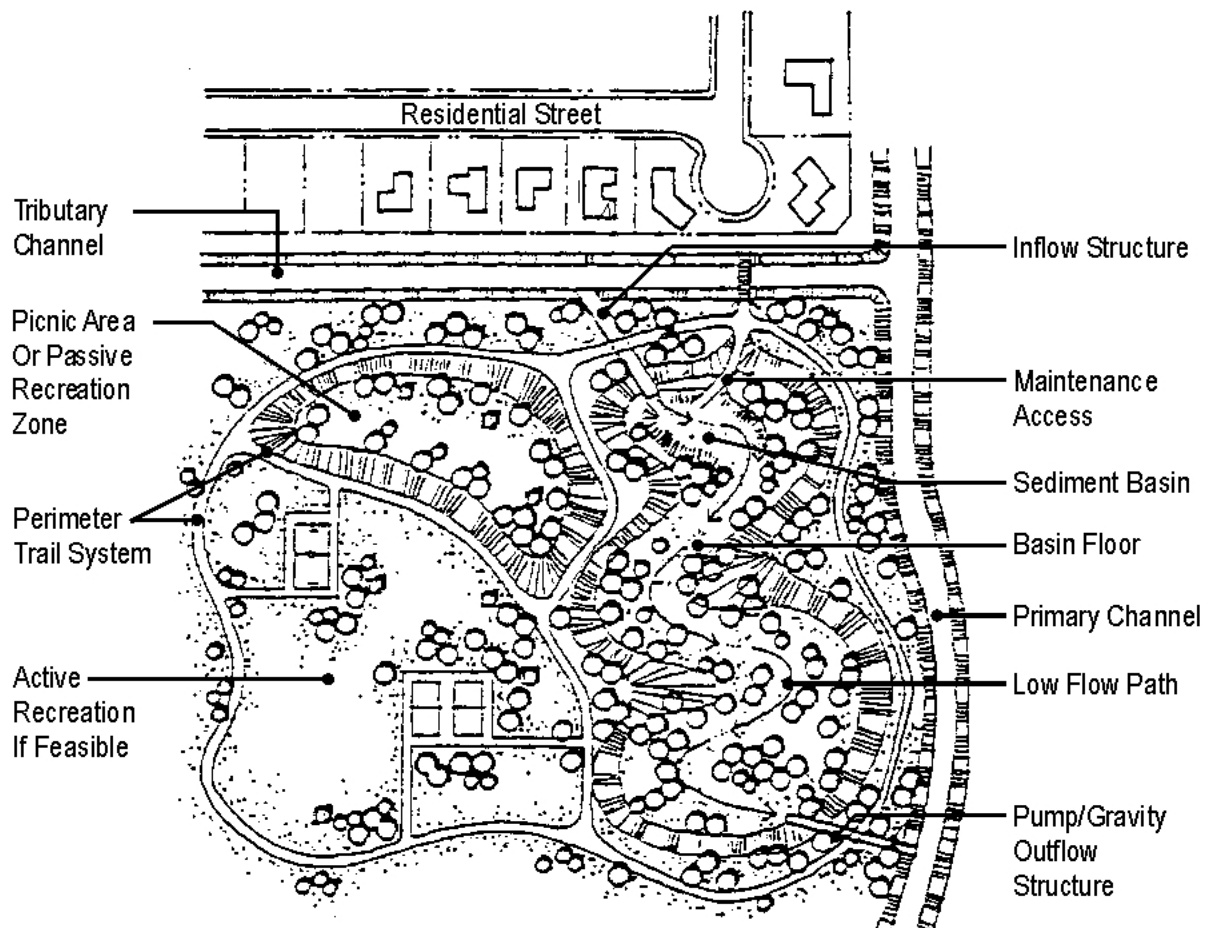 Residential Street
Tributary
Channel
Picnic Area
Or Passive
Recreation
Zone
Perimeter
Trail System
Active
Recreation
If Feasible
Inflow Structure
Maintenance
Access
Sediment Basin
Basin Floor
Primary Channel
Low Flow Path
Pump/Gravity
Outflow
Structure